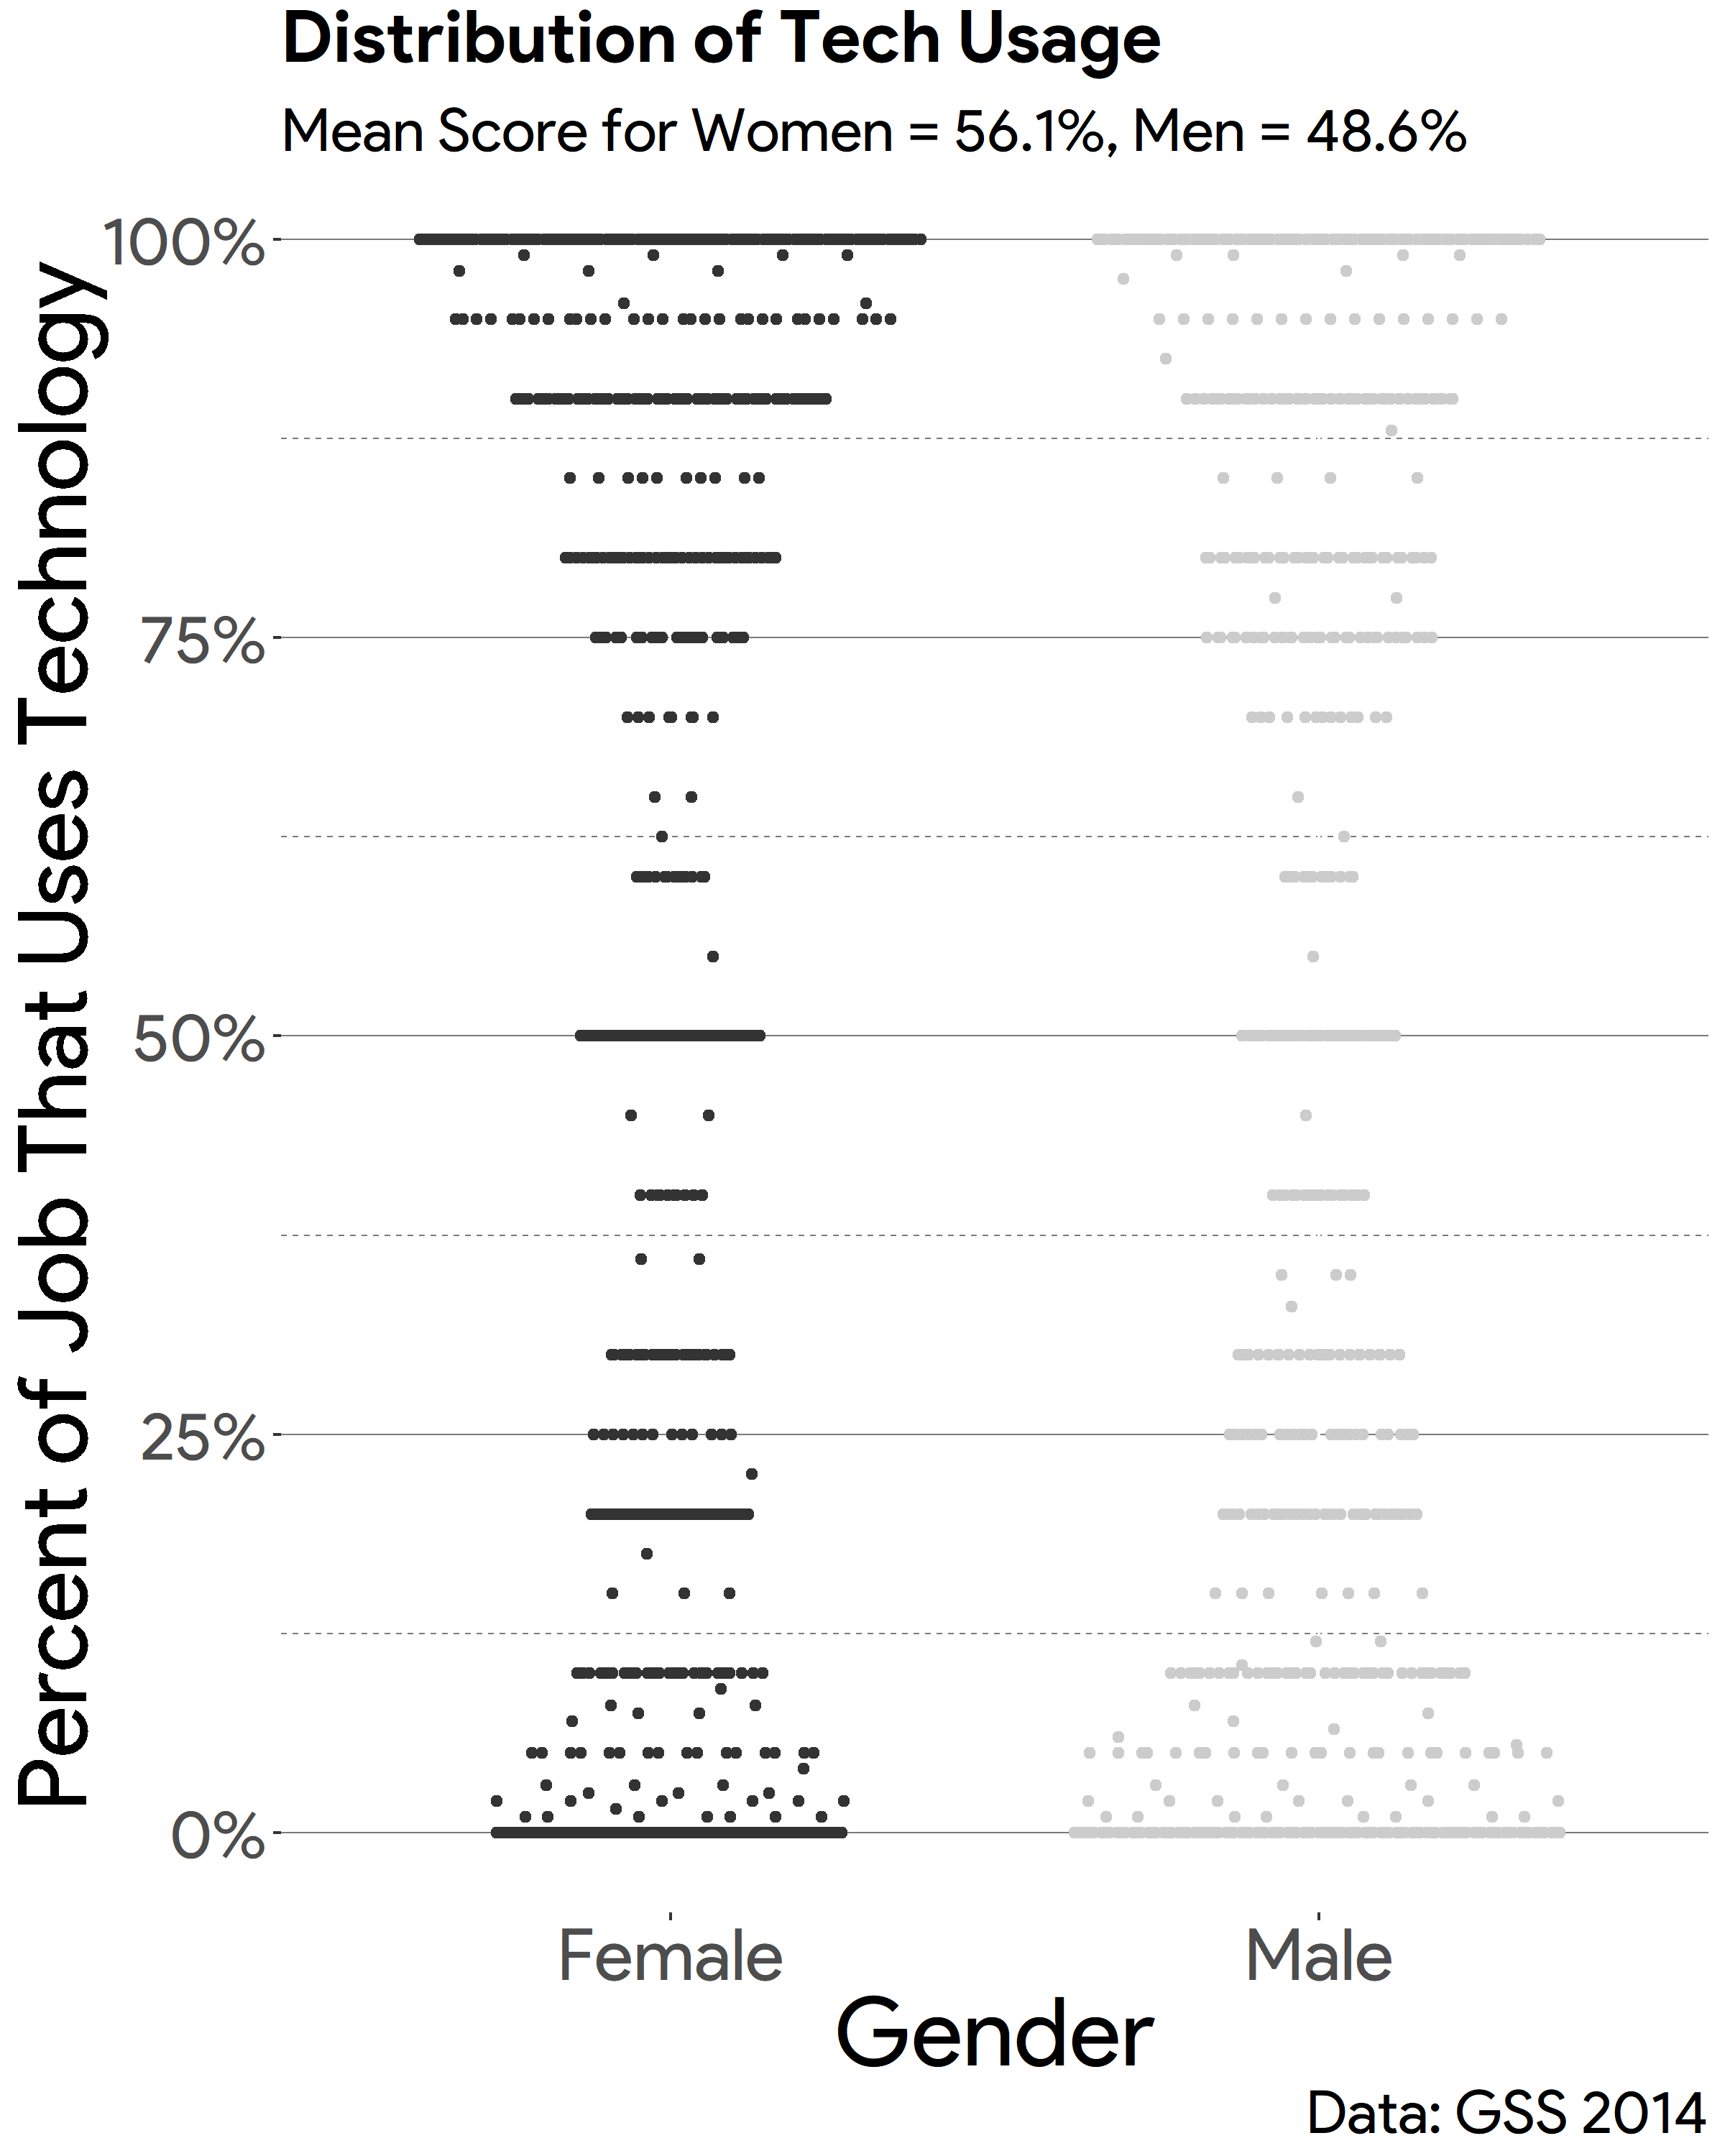 Distribution of Tech Usage
Mean Score for Women = 56.1%, Men = 48.6%
Percent of Job That Uses Technology
100%
75%
50%
25%
0%
Female
Male
Gender
Data: GSS 2014